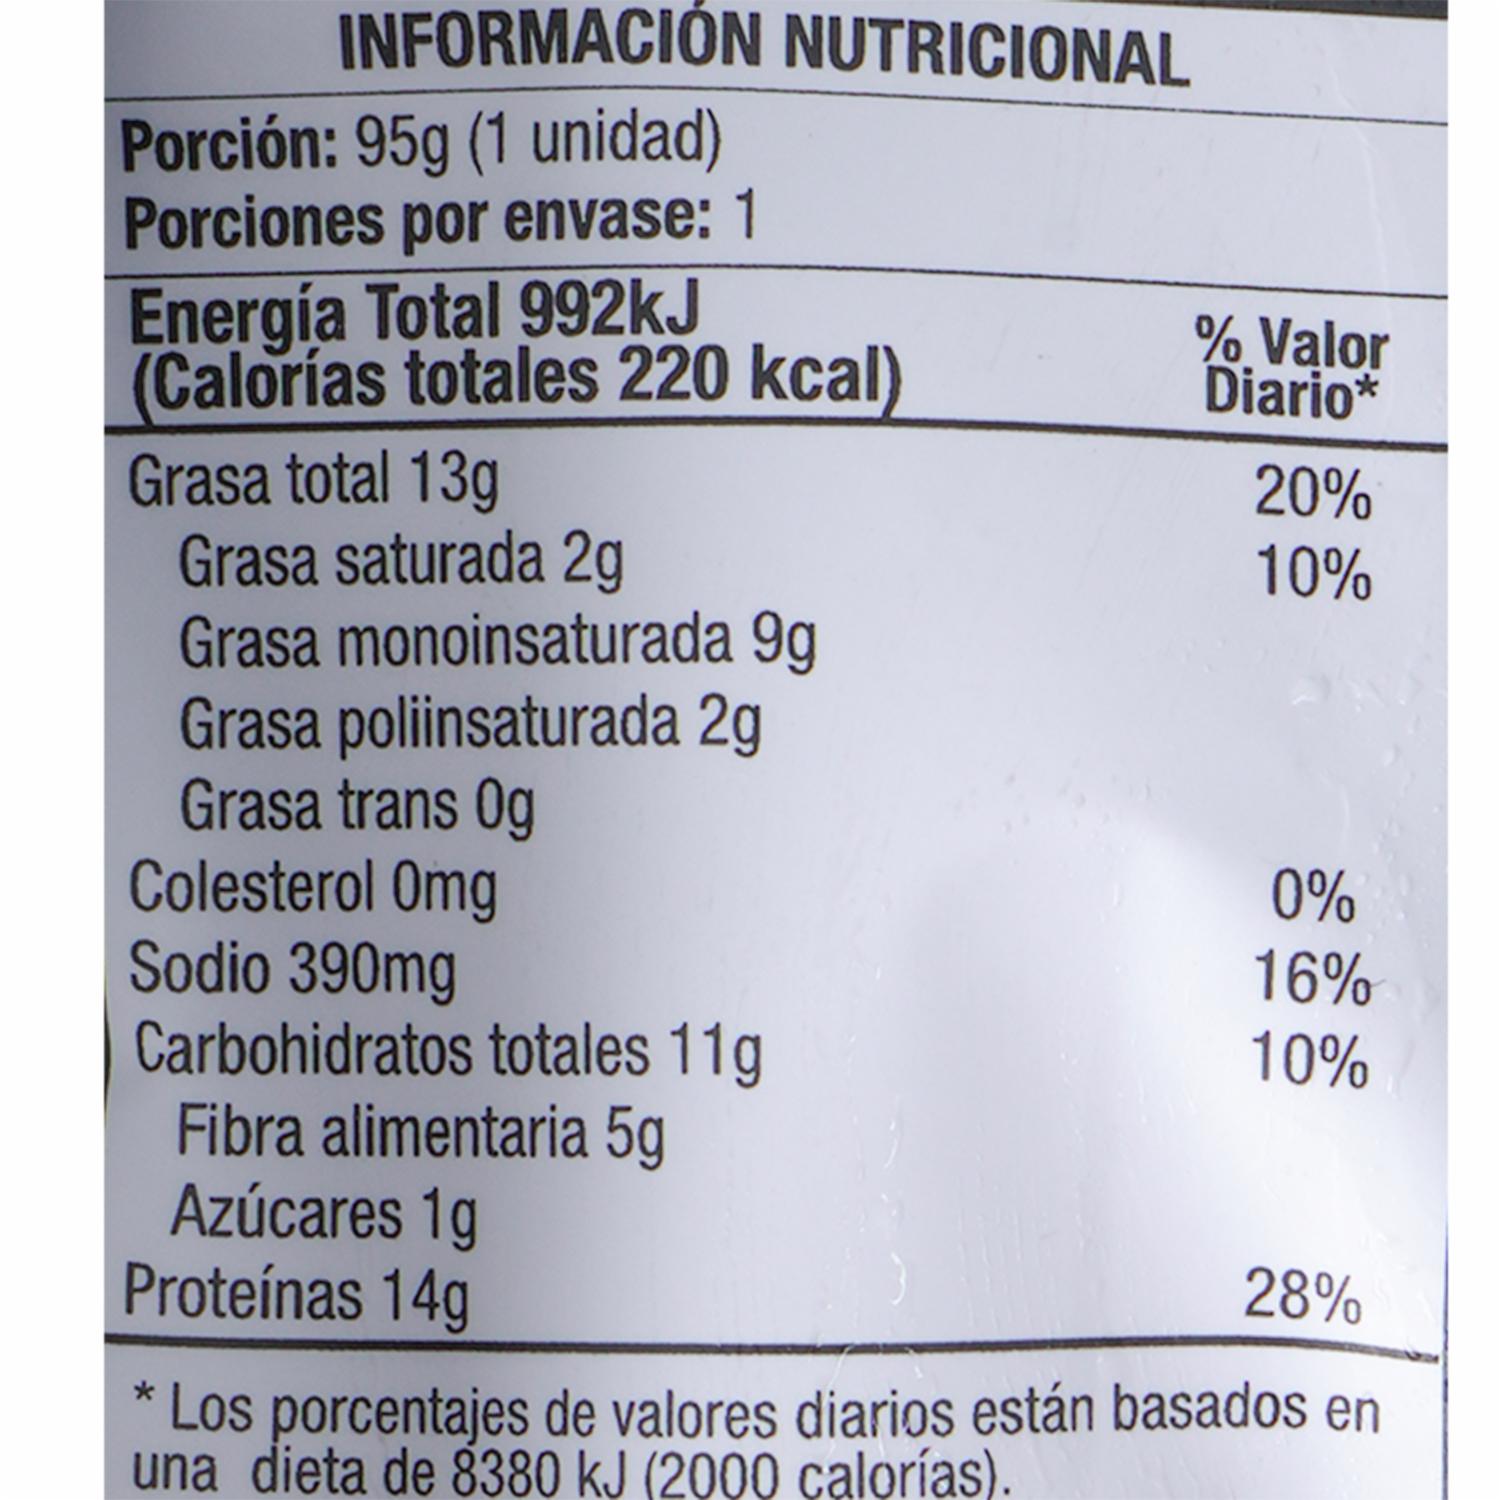 INFORMACIÓN NUTRICIONAL
Porción: 95g (1 unidad)
Porciones por envase: 1
Energía Total 992kJ
(Calorías totales 220 kcal)
% Valor
Diario*
Grasa total 13g 20%
Grasa saturada 2g 10%
Grasa monoinsaturada 9g
Grasa poliinsaturada 2g
Grasa trans 0g
Colesterol 0mg 0%
Sodio 390mg 16%
Carbohidratos totales 11g 10%
Fibra alimentaria 5g
Azúcares 1g
Proteínas 14g 28%
* Los porcentajes de valores diarios están basados en
una dieta de 8380 kJ (2000 calorías).